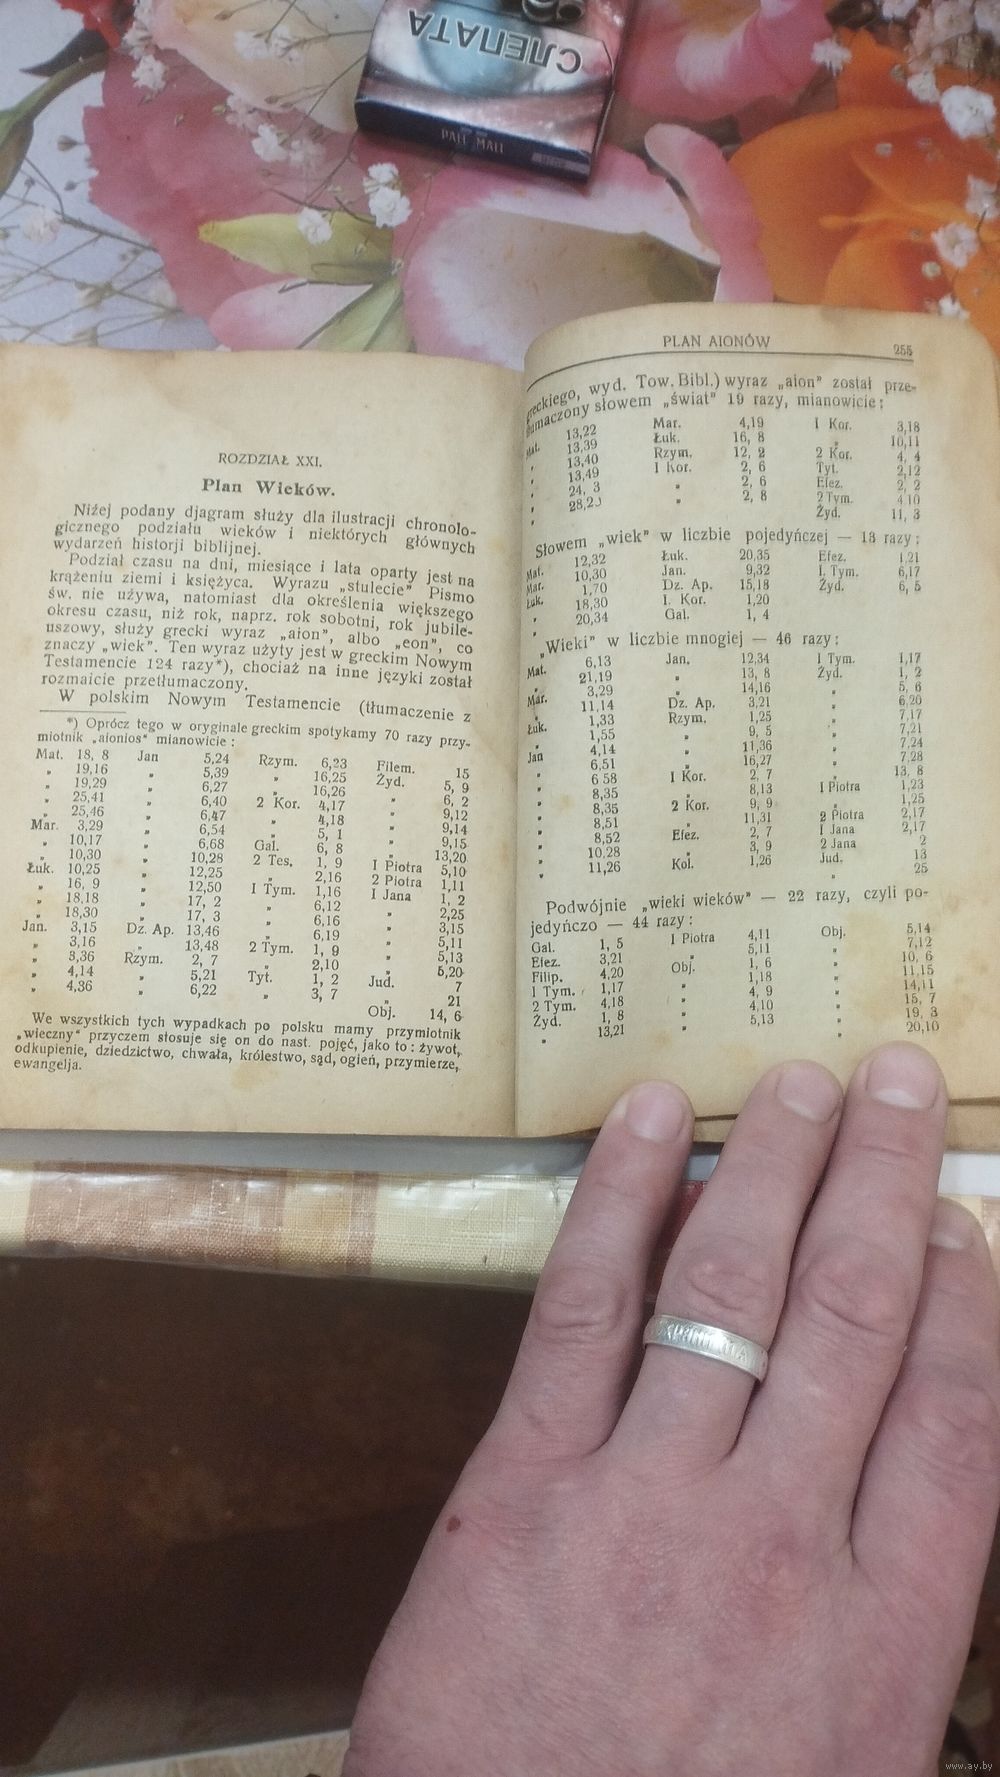 СЛЕПАТА
PALL MALL
ROZDZIAŁ XXI.
Plan Wieków.
Niżej podany djagram służy dla ilustracji chronolo-
gicznego podziału wieków i niektórych głównych
wydarzeń historji biblijnej.
Podział czasu na dni, miesiące i lata oparty jest na
krążeniu ziemi i księżyca. Wyrazu „stulecie" Pismo
św. nie używa, natomiast dla określenia większego
okresu czasu, niż rok, naprz. rok sobotni, rok jubile-
uszowy, służy grecki wyraz „aion", albo „eon", co
znaczy „wiek". Ten wyraz użyty jest w greckim Nowym
Testamencie 124 razy*), chociaż na inne języki został
rozmaicie przetłumaczony.
W polskim Nowym Testamencie (tłumaczenie z
*) Oprócz tego w oryginale greckim spotykamy 70 razy przy-
miotnik „aionios" mianowicie:
Mat. 18, 8 Jan 5,24 Rzym. 6,23 Filem. 15
„ 19,16 „ 5,39 „ 16,25 Żyd. 5, 9
„ 19,29 „ 6,27 „ 16,26 „ 6, 2
„ 25,41 „ 6,40 2 Kor. 4,17 „ 9,12
„ 25,46 „ 6,47 „ 4,18 „ 9,14
Mar. 3,29 „ 6,54 „ 5, 1 „ 9,15
„ 10,17 „ 6,68 Gal. 6, 8 „ 13,20
„ 10,30 „ 10,28 2 Tes. 1, 9 1 Piotra 5,10
Łuk. 10,25 „ 12,25 „ 2,16 2 Piotra 1,11
„ 16, 9 „ 12,50 1 Tym. 1,16 1 Jana 1, 2
„ 18,18 „ 17, 2 „ 6,12 „ 2,25
„ 18,30 „ 17, 3 „ 6,16 „ 3,15
Jan. 3,15 Dz. Ap. 13,46 „ 6,19 „ 5,11
„ 3,16 „ 13,48 2 Tym. 1, 9 „ 5,13
„ 3,36 Rzym. 2, 7 „ 2,10 „ 5,20
„ 4,14 „ 5,21 Tyt. 1, 2 Jud. 7
„ 4,36 „ 6,22 „ 3, 7 „ 21
Obj. 14, 6
We wszystkich tych wypadkach po polsku mamy przymiotnik
„wieczny" przyczem stosuje się on do nast. pojęć, jako to: żywot,
odkupienie, dziedzictwo, chwała, królestwo, sąd, ogień, przymierze,
ewangelja.
PLAN AIONÓW 255
greckiego, wyd. Tow. Bibl.) wyraz „aion" został prze-
tłumaczony słowem „świat" 19 razy, mianowicie;
Mat. 13,22 Mar. 4,19 1 Kor. 3,18
„ 13,39 Łuk. 16, 8 „ 10,11
„ 13,40 Rzym. 12, 2 2 Kor. 4, 4
„ 13,49 1 Kor. 2, 6 Tyt. 2,12
„ 24, 3 „ 2, 6 Efez. 2, 2
„ 28,20 „ 2, 8 2 Tym. 4 10
Żyd. 11, 3
Słowem „wiek" w liczbie pojedyńczej — 13 razy;
Mat. 12,32 Łuk. 20,35 Efez. 1,21
Mar. 10,30 Jan. 9,32 I. Tym. 6,17
Łuk. 1,70 Dz. Ap. 15,18 Żyd. 6, 5
„ 18,30 I. Kor. 1,20
„ 20,34 Gal. 1, 4
„Wieki" w liczbie mnogiej — 46 razy:
Mat. 6,13 Jan. 12,34 1 Tym. 1,17
„ 21,19 „ 13, 8 Żyd. 1, 2
Mar. 3,29 „ 14,16 „ 5, 6
„ 11,14 Dz. Ap. 3,21 „ 6,20
Łuk. 1,33 Rzym. 1,25 „ 7,17
„ 1,55 „ 9, 5 „ 7,21
Jan 4,14 „ 11,36 „ 7,24
„ 6,51 „ 16,27 „ 7,28
„ 6 58 1 Kor. 2, 7 „ 13, 8
„ 8,35 „ 8,13 1 Piotra 1,23
„ 8,35 2 Kor. 9, 9 „ 1,25
„ 8,51 „ 11,31 2 Piotra 2,17
„ 8,52 Efez. 2, 7 1 Jana 2,17
„ 10,28 „ 3, 9 2 Jana 2
„ 11,26 Kol. 1,26 Jud. 13
„ 25
Podwójnie „wieki wieków" — 22 razy, czyli po-
jedyńczo — 44 razy:
Gal. 1, 5 1 Piotra 4,11 Obj. 5,14
Efez. 3,21 „ 5,11 „ 7,12
Filip. 4,20 Obj. 1, 6 „ 10, 6
1 Tym. 1,17 „ 1,18 „ 11,15
2 Tym. 4,18 „ 4, 9 „ 14,11
Żyd. 1, 8 „ 4,10 „ 15, 7
„ 13,21 „ 5,13 „ 19, 3
„ 20,10
www.ay.by